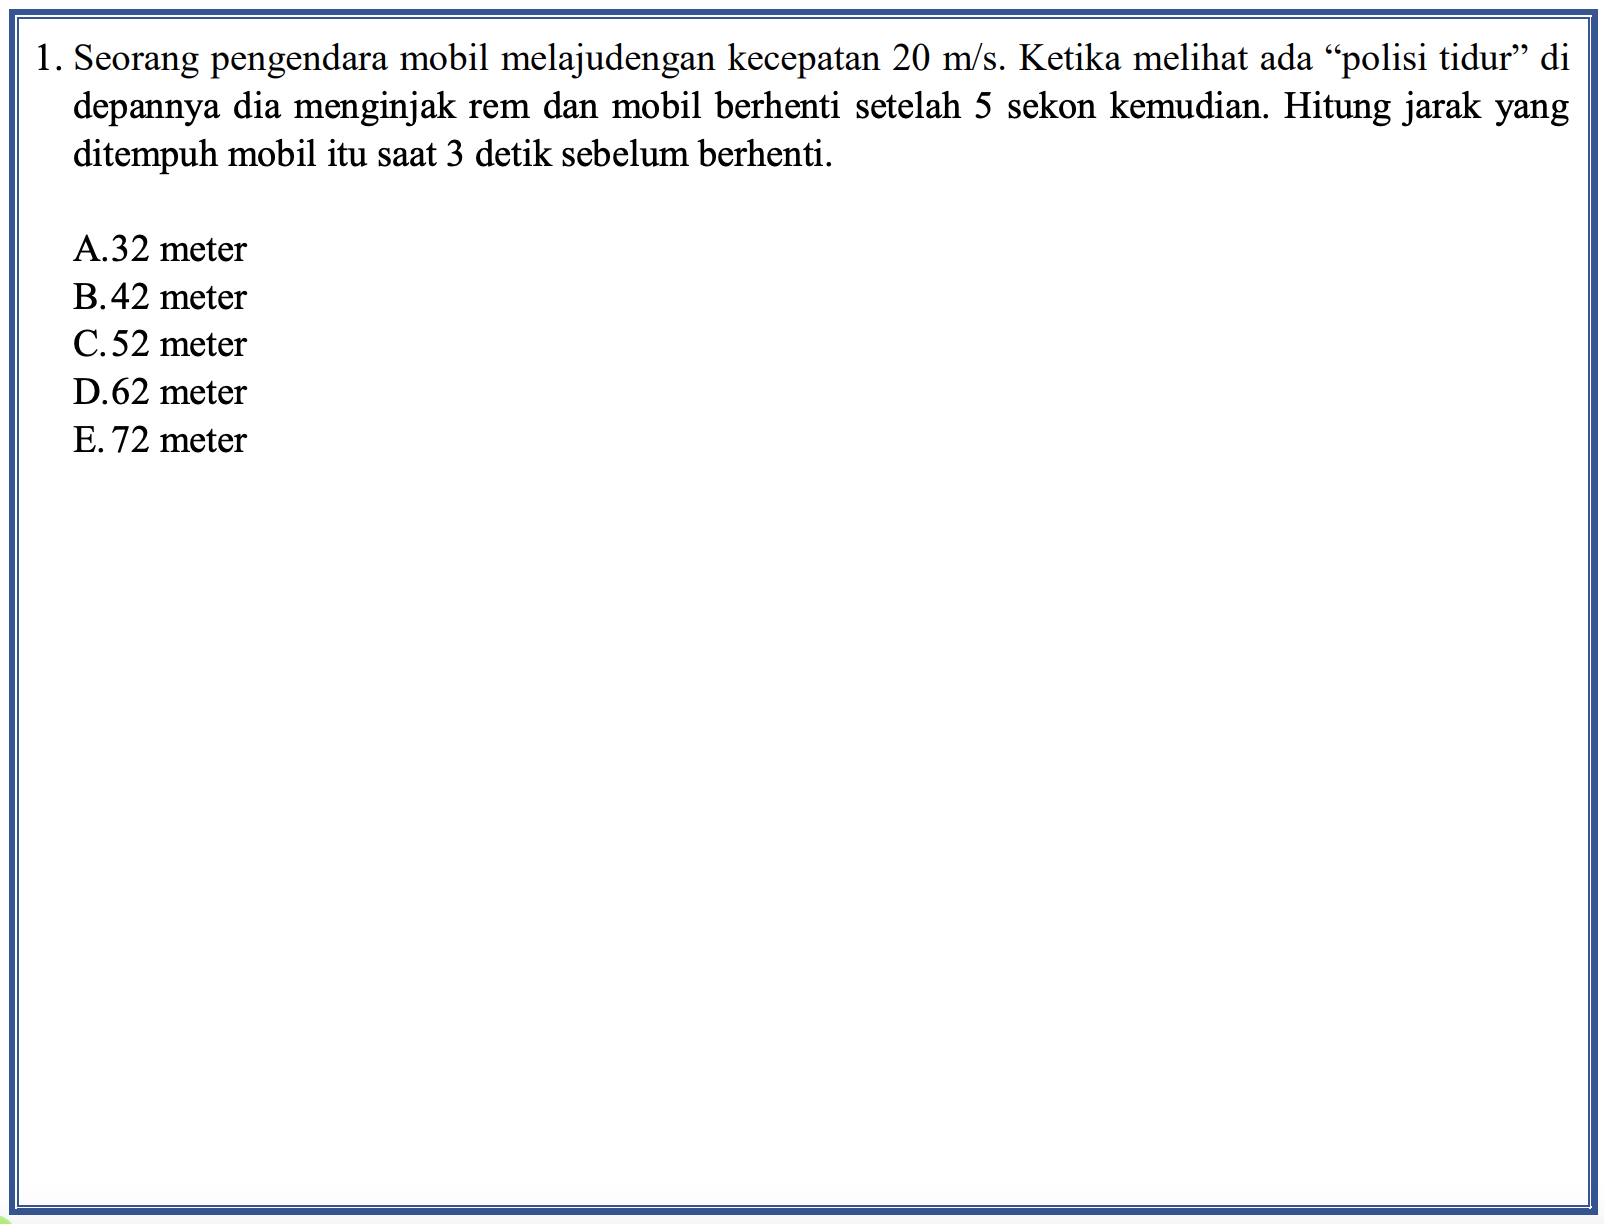 1. Seorang pengendara mobil melajudengan kecepatan 20 m/s. Ketika melihat ada “polisi tidur” di
depannya dia menginjak rem dan mobil berhenti setelah 5 sekon kemudian. Hitung jarak yang
ditempuh mobil itu saat 3 detik sebelum berhenti.
A.32 meter
B.42 meter
C.52 meter
D.62 meter
E.72 meter